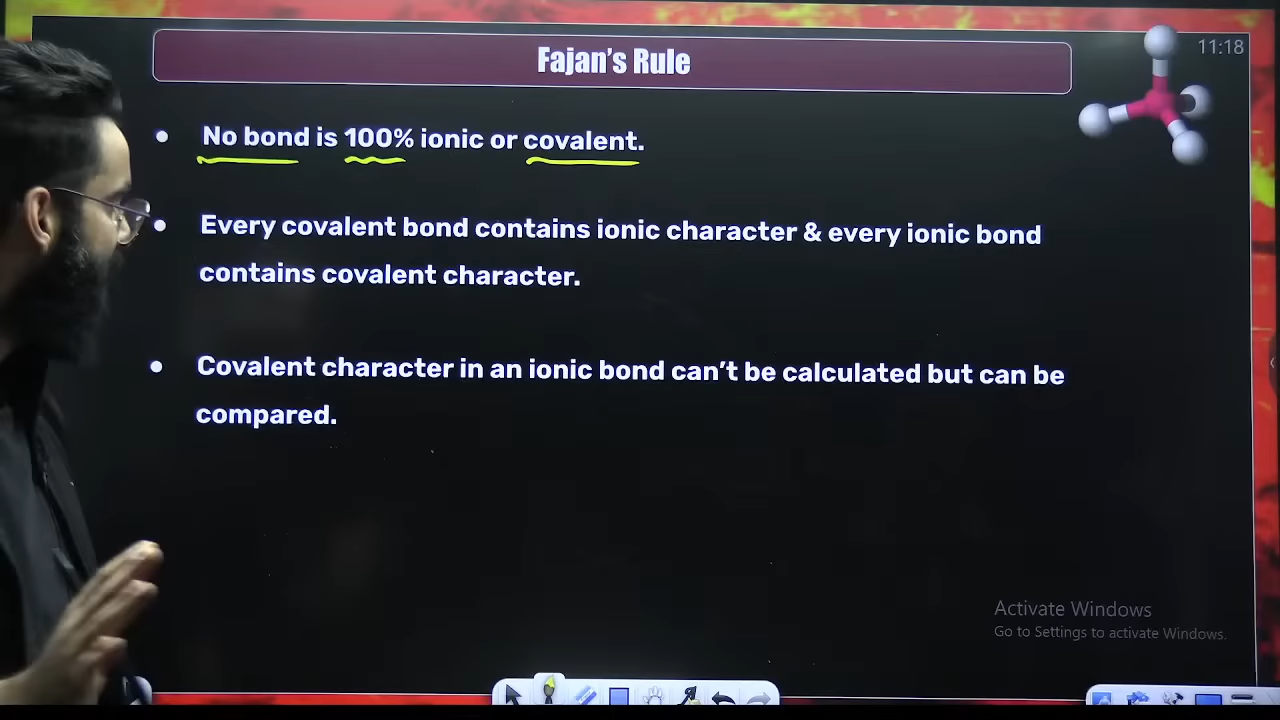 Fajan's Rule
11:18
• No bond is 100% ionic or covalent.
• Every covalent bond contains ionic character & every ionic bond
contains covalent character.
• Covalent character in an ionic bond can't be calculated but can be
compared.
Activate Windows
Go to Settings to activate Windows.